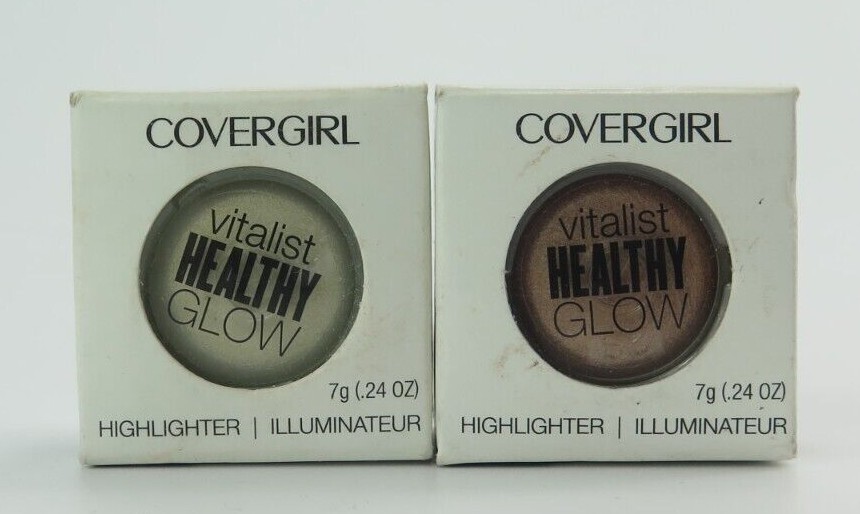 COVERGIRL
vitalist
HEALTHY
GLOW
7g (.24 OZ)
HIGHLIGHTER | ILLUMINATEUR
COVERGIRL
vitalist
HEALTHY
GLOW
7g (.24 OZ)
HIGHLIGHTER | ILLUMINATEUR